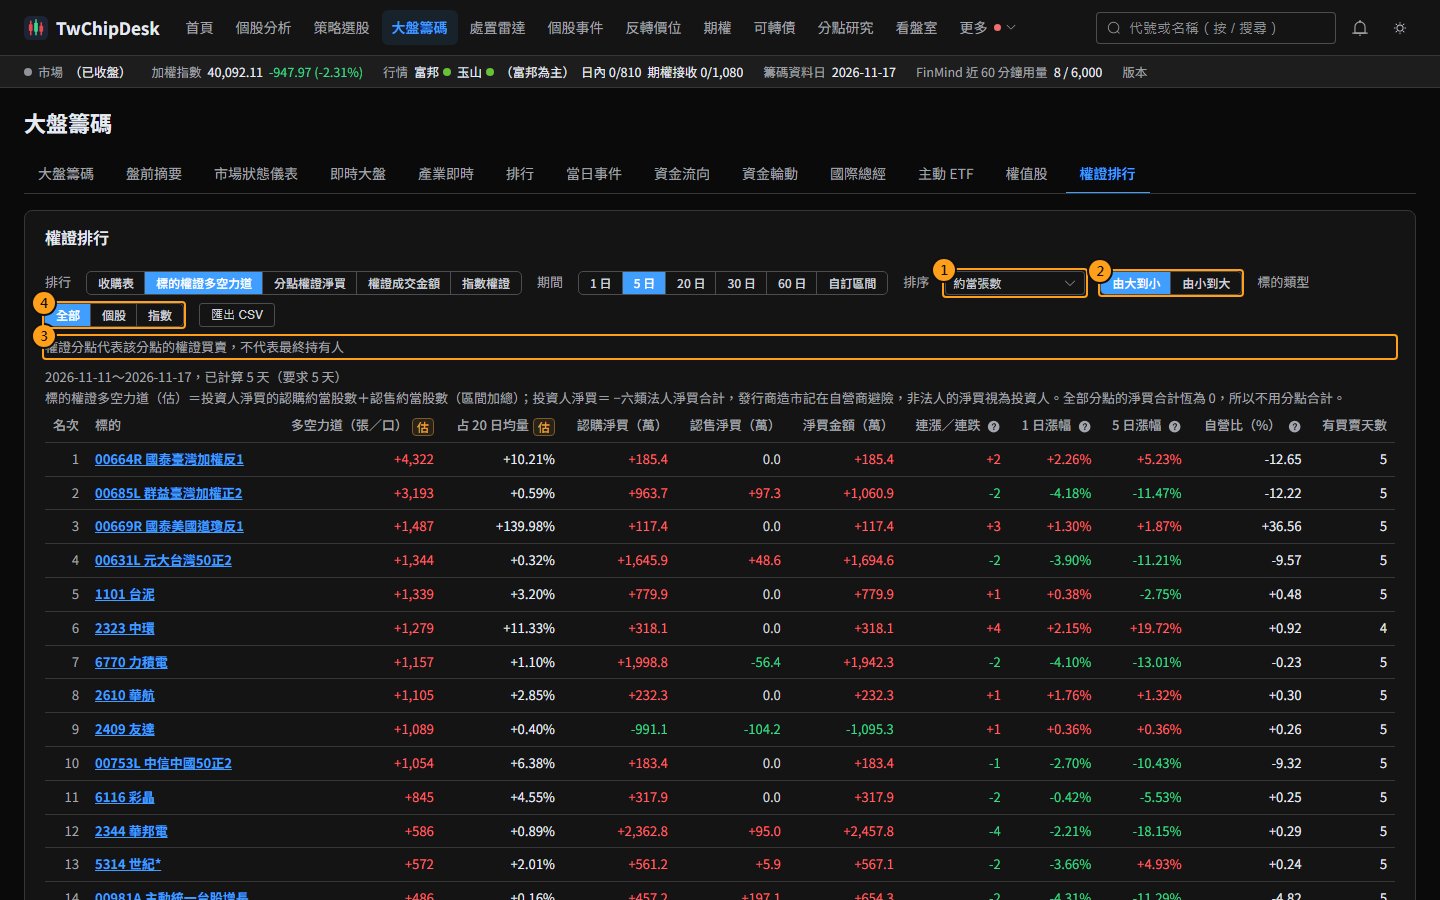 TwChipDesk 首頁 個股分析 策略選股 大盤籌碼 處置雷達 個股事件 反轉價位 期權 可轉債 分點研究 看盤室 更多 代號或名稱（按 / 搜尋）
市場 （已收盤） 加權指數 40,092.11 -947.97 (-2.31%) 行情 富邦 玉山 （富邦為主） 日內 0/810 期權接收 0/1,080 籌碼資料日 2026-11-17 FinMind 近 60 分鐘用量 8 / 6,000 版本
大盤籌碼
大盤籌碼 盤前摘要 市場狀態儀表 即時大盤 產業即時 排行 當日事件 資金流向 資金輪動 國際總經 主動 ETF 權值股 權證排行
權證排行
排行 收購表 標的權證多空力道 分點權證淨買 權證成交金額 指數權證 期間 1 日 5 日 20 日 30 日 60 日 自訂區間 排序 1 約當張數 2 由大到小 由小到大 標的類型
4 全部 個股 指數 匯出 CSV
3 權證分點代表該分點的權證買賣，不代表最終持有人
2026-11-11～2026-11-17，已計算 5 天（要求 5 天）
標的權證多空力道（估）＝投資人淨買的認購約當股數＋認售約當股數（區間加總）；投資人淨買＝ −六類法人淨買合計，發行商造市記在自營商避險，非法人的淨買視為投資人。全部分點的淨買合計恆為 0，所以不用分點合計。
名次 標的 多空力道（張／口） 估 佔 20 日均量 估 認購淨買（萬） 認售淨買（萬） 淨買金額（萬） 連漲／連跌 ? 1 日漲幅 ? 5 日漲幅 ? 自營比（%） ? 有買賣天數
1 00664R 國泰臺灣加權反1 +4,322 +10.21% +185.4 0.0 +185.4 +2 +2.26% +5.23% -12.65 5
2 00685L 群益臺灣加權正2 +3,193 +0.59% +963.7 +97.3 +1,060.9 -2 -4.18% -11.47% -12.22 5
3 00669R 國泰美國道瓊反1 +1,487 +139.98% +117.4 0.0 +117.4 +3 +1.30% +1.87% +36.56 5
4 00631L 元大台灣50正2 +1,344 +0.32% +1,645.9 +48.6 +1,694.6 -2 -3.90% -11.21% -9.57 5
5 1101 台泥 +1,339 +3.20% +779.9 0.0 +779.9 +1 +0.38% -2.75% +0.48 5
6 2323 中環 +1,279 +11.33% +318.1 0.0 +318.1 +4 +2.15% +19.72% +0.92 4
7 6770 力積電 +1,157 +1.10% +1,998.8 -56.4 +1,942.3 -2 -4.10% -13.01% -0.23 5
8 2610 華航 +1,105 +2.85% +232.3 0.0 +232.3 +1 +1.76% +1.32% +0.30 5
9 2409 友達 +1,089 +0.40% -991.1 -104.2 -1,095.3 +1 +0.36% +0.36% +0.26 5
10 00753L 中信中國50正2 +1,054 +6.38% +183.4 0.0 +183.4 -1 -2.70% -10.43% -9.32 5
11 6116 彩晶 +845 +4.55% +317.9 0.0 +317.9 -2 -0.42% -5.53% +0.25 5
12 2344 華邦電 +586 +0.89% +2,362.8 +95.0 +2,457.8 -4 -2.21% -18.15% +0.29 5
13 5314 世紀* +572 +2.01% +561.2 +5.9 +567.1 -2 -3.66% +4.93% +0.24 5
14 00981A 主動統一台股增長 +486 +0.16% +457.2 +197.1 +654.3 -2 -4.31% -11.29% -4.82 5